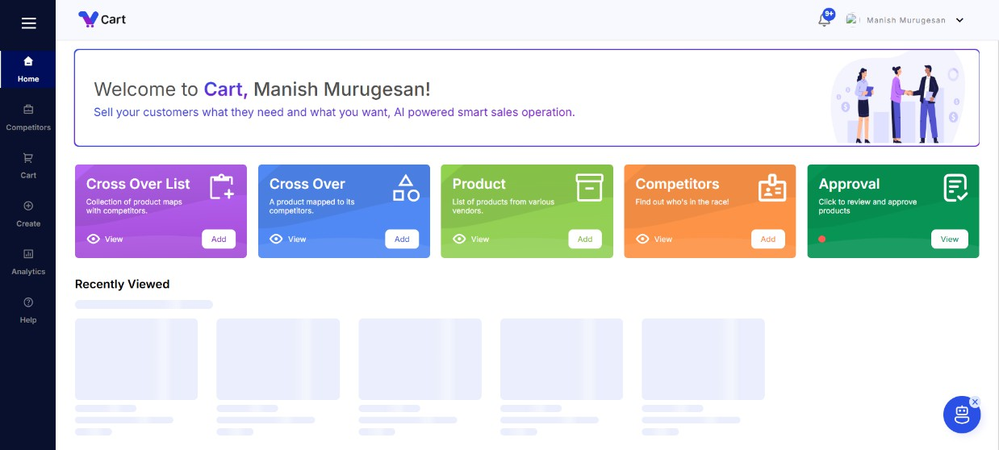 Cart
9+
Manish Murugesan
Home
Competitors
Cart
Create
Analytics
Help
Welcome to Cart, Manish Murugesan!
Sell your customers what they need and what you want, AI powered smart sales operation.
Cross Over List
Collection of product maps
with competitors.
View
Add
Cross Over
A product mapped to its
competitors.
View
Add
Product
List of products from various
vendors.
View
Add
Competitors
Find out who's in the race!
View
Add
Approval
Click to review and approve
products
View
Recently Viewed